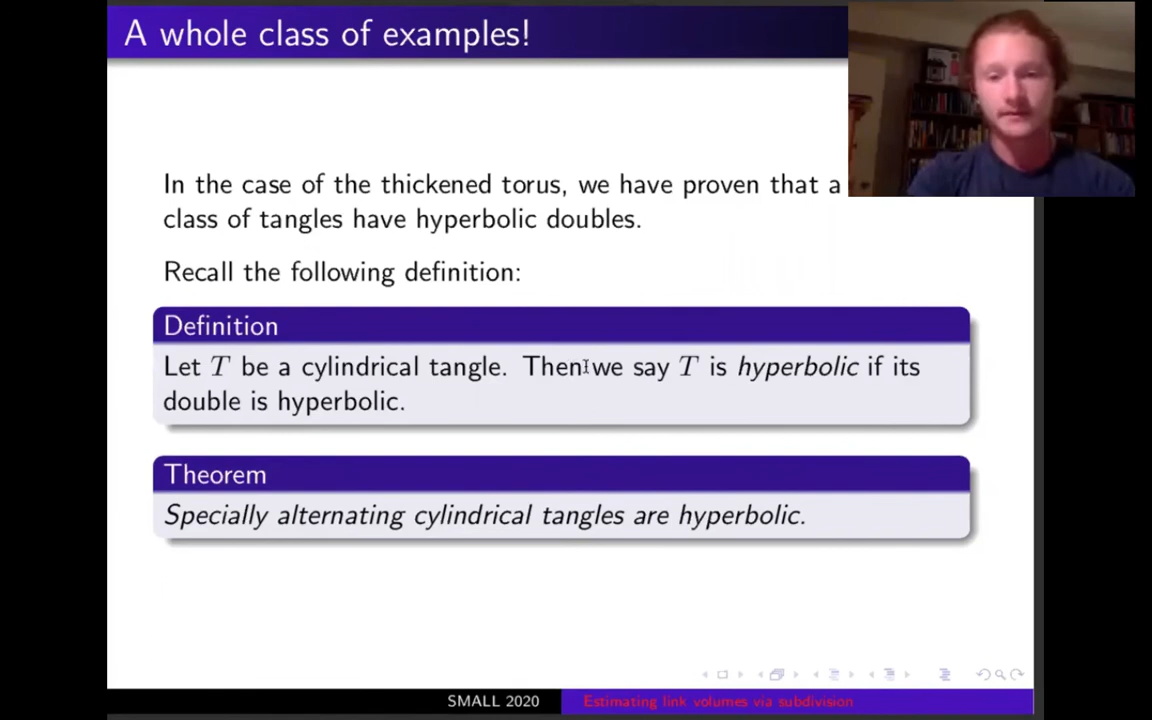 A whole class of examples!
In the case of the thickened torus, we have proven that a
class of tangles have hyperbolic doubles.
Recall the following definition:
Definition
Let T be a cylindrical tangle. Then we say T is hyperbolic if its
double is hyperbolic.
Theorem
Specially alternating cylindrical tangles are hyperbolic.
SMALL 2020
Estimating link volumes via subdivision